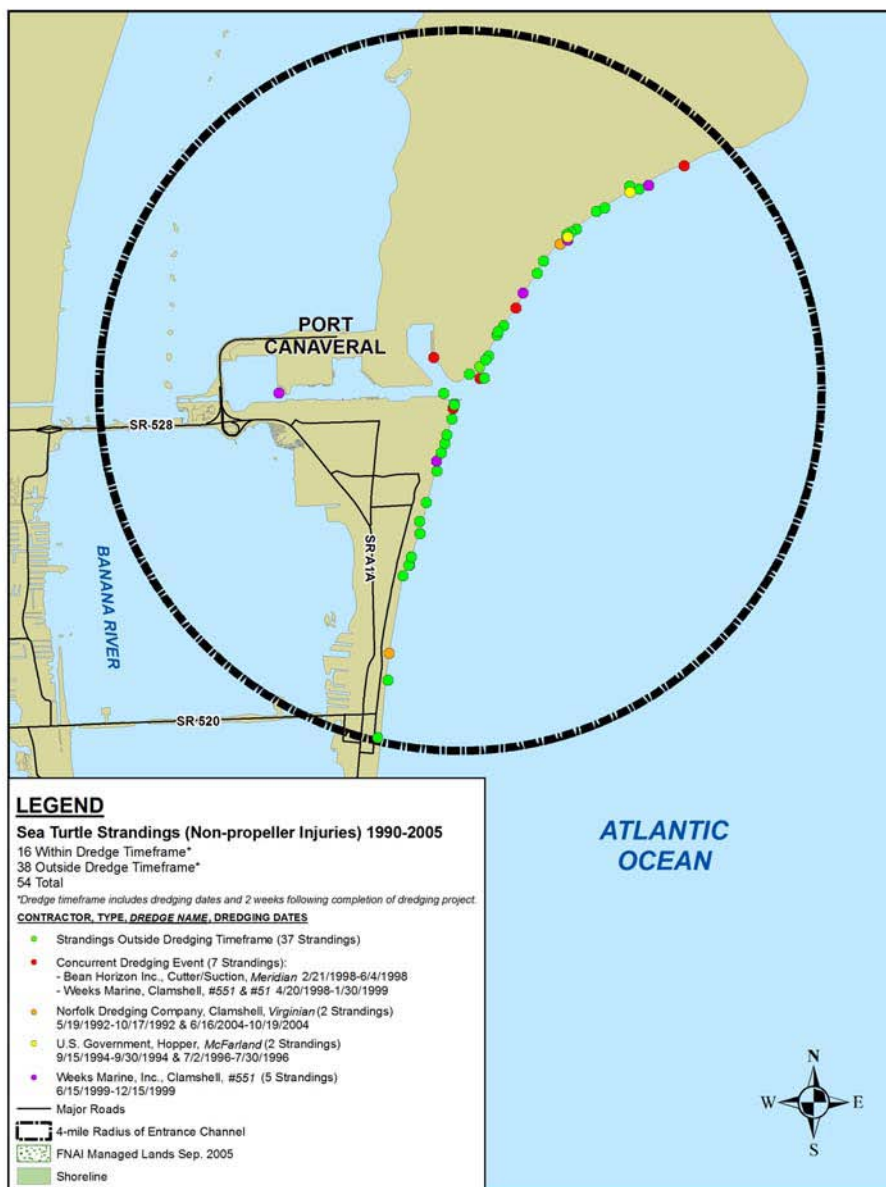 PORT
CANAVERAL
SR-528
SR-A1A
BANANA RIVER
SR-520
ATLANTIC
OCEAN
LEGEND
Sea Turtle Strandings (Non-propeller Injuries) 1990-2005
16 Within Dredge Timeframe*
38 Outside Dredge Timeframe*
54 Total
*Dredge timeframe includes dredging dates and 2 weeks following completion of dredging project.
CONTRACTOR, TYPE, DREDGE NAME, DREDGING DATES
Strandings Outside Dredging Timeframe (37 Strandings)
Concurrent Dredging Event (7 Strandings):
- Bean Horizon Inc., Cutter/Suction, Meridian 2/21/1998-6/4/1998
- Weeks Marine, Clamshell, #551 & #51 4/20/1998-1/30/1999
Norfolk Dredging Company, Clamshell, Virginian (2 Strandings)
5/19/1992-10/17/1992 & 6/16/2004-10/19/2004
U.S. Government, Hopper, McFarland (2 Strandings)
9/15/1994-9/30/1994 & 7/2/1996-7/30/1996
Weeks Marine, Inc., Clamshell, #551 (5 Strandings)
6/15/1999-12/15/1999
Major Roads
4-mile Radius of Entrance Channel
FNAI Managed Lands Sep. 2005
Shoreline
N
W E
S